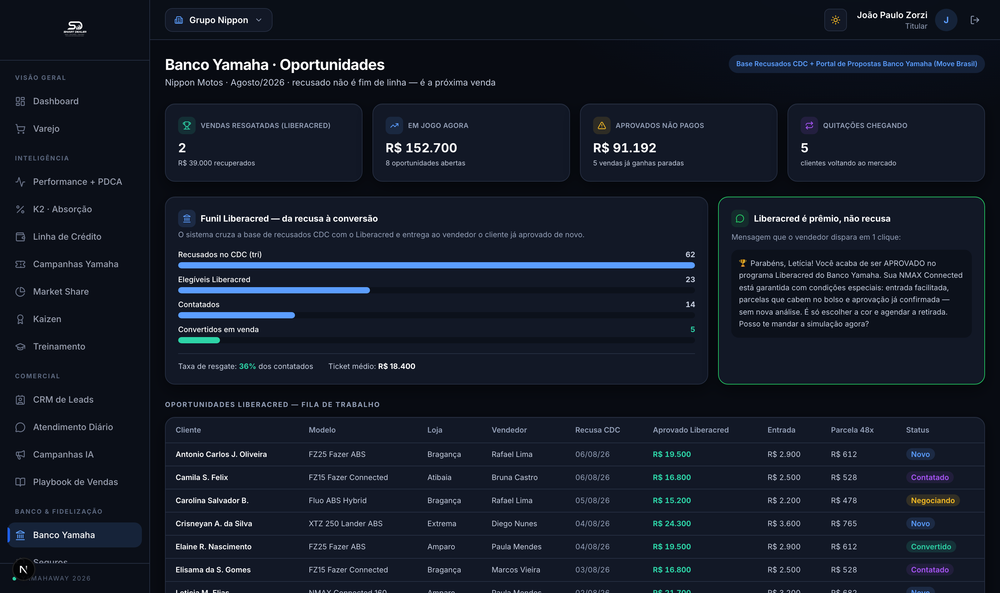 SD
SMART DEALER
VISÃO GERAL
Dashboard
Varejo
INTELIGÊNCIA
Performance + PDCA
K2 · Absorção
Linha de Crédito
Campanhas Yamaha
Market Share
Kaizen
Treinamento
COMERCIAL
CRM de Leads
Atendimento Diário
Campanhas IA
Playbook de Vendas
BANCO & FIDELIZAÇÃO
Banco Yamaha
Seguros
N
AMAHAWAY 2026
Grupo Nippon
João Paulo Zorzi
Titular
J
Banco Yamaha · Oportunidades
Nippon Motos · Agosto/2026 · recusado não é fim de linha — é a próxima venda
Base Recusados CDC + Portal de Propostas Banco Yamaha (Move Brasil)
VENDAS RESGATADAS (LIBERACRED)
2
R$ 39.000 recuperados
EM JOGO AGORA
R$ 152.700
8 oportunidades abertas
APROVADOS NÃO PAGOS
R$ 91.192
5 vendas já ganhas paradas
QUITAÇÕES CHEGANDO
5
clientes voltando ao mercado
Funil Liberacred — da recusa à conversão
O sistema cruza a base de recusados CDC com o Liberacred e entrega ao vendedor o cliente já aprovado de novo.
Recusados no CDC (tri) 62
Elegíveis Liberacred 23
Contatados 14
Convertidos em venda 5
Taxa de resgate: 36% dos contatados Ticket médio: R$ 18.400
Liberacred é prêmio, não recusa
Mensagem que o vendedor dispara em 1 clique:
🏆 Parabéns, Letícia! Você acaba de ser APROVADO no
programa Liberacred do Banco Yamaha. Sua NMAX Connected
está garantida com condições especiais: entrada facilitada,
parcelas que cabem no bolso e aprovação já confirmada —
sem nova análise. É só escolher a cor e agendar a retirada.
Posso te mandar a simulação agora?
OPORTUNIDADES LIBERACRED — FILA DE TRABALHO
Cliente Modelo Loja Vendedor Recusa CDC Aprovado Liberacred Entrada Parcela 48x Status
Antonio Carlos J. Oliveira FZ25 Fazer ABS Bragança Rafael Lima 06/08/26 R$ 19.500 R$ 2.900 R$ 612 Novo
Camila S. Felix FZ15 Fazer Connected Atibaia Bruna Castro 06/08/26 R$ 16.800 R$ 2.500 R$ 528 Contatado
Carolina Salvador B. Fluo ABS Hybrid Bragança Rafael Lima 05/08/26 R$ 15.200 R$ 2.200 R$ 478 Negociando
Crisneyan A. da Silva XTZ 250 Lander ABS Extrema Diego Nunes 04/08/26 R$ 24.300 R$ 3.600 R$ 765 Novo
Elaine R. Nascimento FZ25 Fazer ABS Amparo Paula Mendes 04/08/26 R$ 19.500 R$ 2.900 R$ 612 Convertido
Elisama da S. Gomes FZ15 Fazer Connected Bragança Marcos Vieira 03/08/26 R$ 16.800 R$ 2.500 R$ 528 Contatado
Leticia M. Elias NMAX Connected 160 Amparo Paula Mendes 02/08/26 R$ 21.700 R$ 3.200 R$ 682 Novo